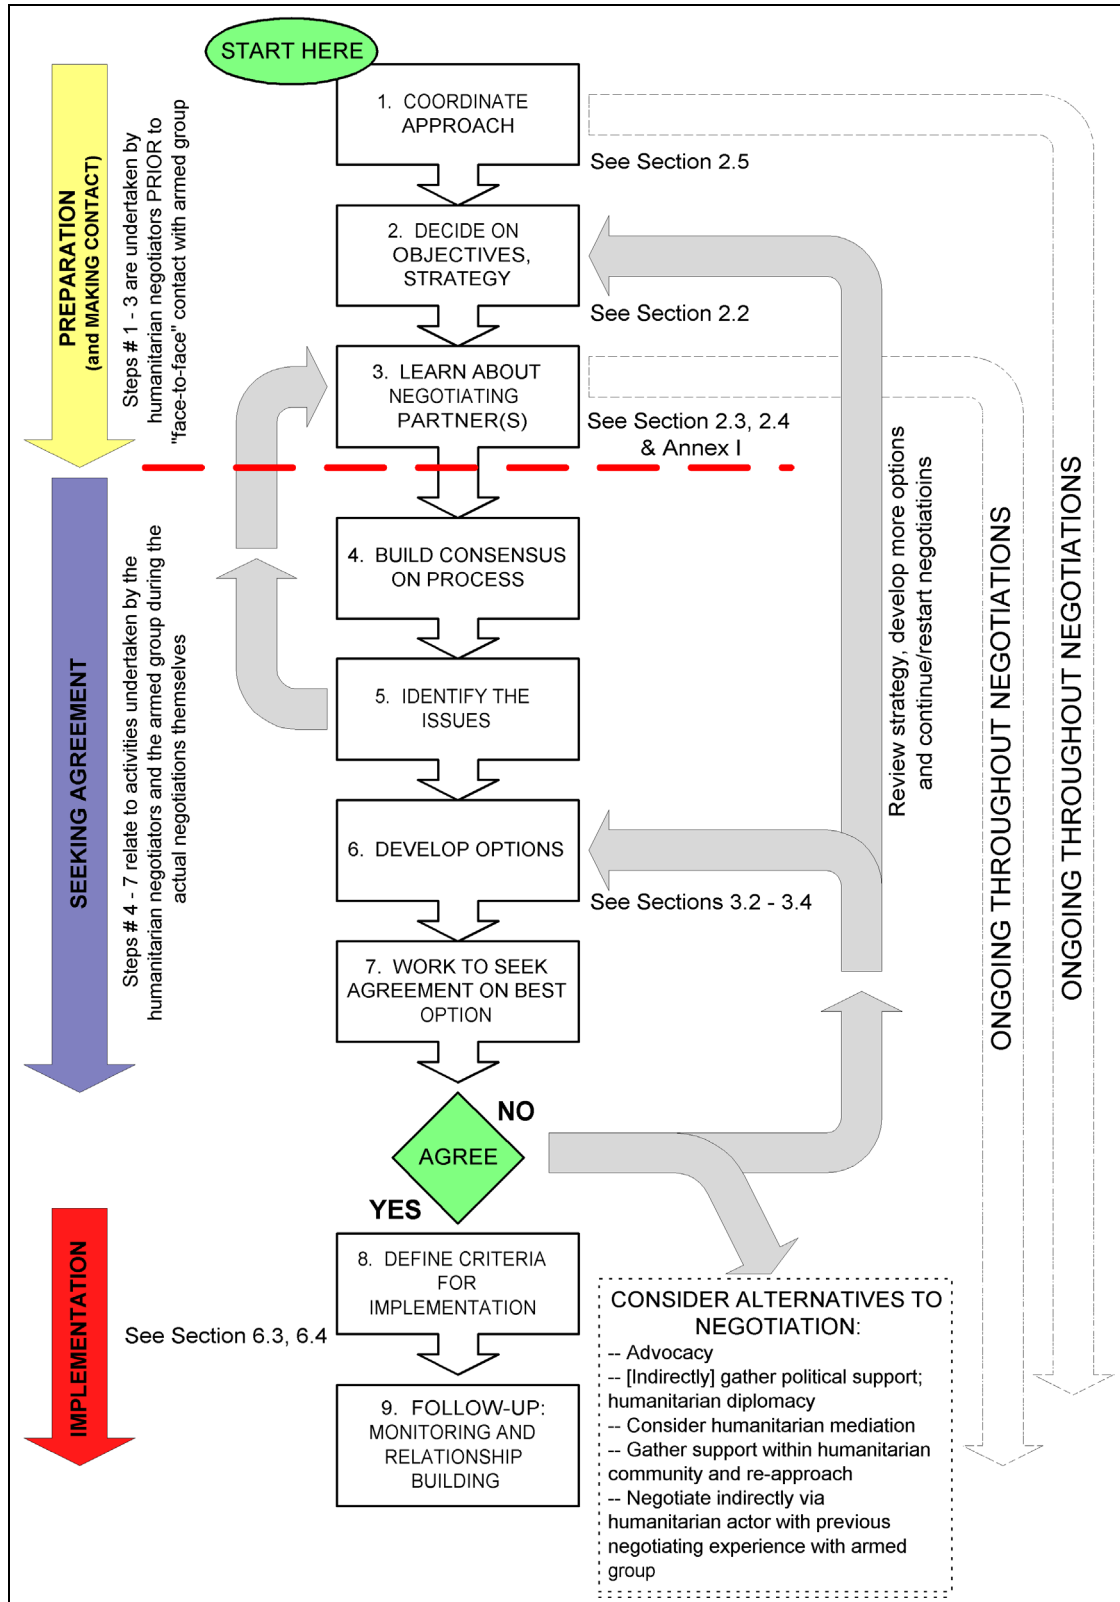 START HERE
1. COORDINATE
APPROACH
See Section 2.5
2. DECIDE ON
OBJECTIVES,
STRATEGY
See Section 2.2
3. LEARN ABOUT
NEGOTIATING
PARTNER(S)
See Section 2.3, 2.4
& Annex I
PREPARATION
(and MAKING CONTACT)
Steps # 1 - 3 are undertaken by
humanitarian negotiators PRIOR to
"face-to-face" contact with armed group
4. BUILD CONSENSUS
ON PROCESS
5. IDENTIFY THE
ISSUES
6. DEVELOP OPTIONS
See Sections 3.2 - 3.4
7. WORK TO SEEK
AGREEMENT ON BEST
OPTION
SEEKING AGREEMENT
Steps # 4 - 7 relate to activities undertaken by the
humanitarian negotiators and the armed group during the
actual negotiations themselves
Review strategy, develop more options
and continue/restart negotiatioins
ONGOING THROUGHOUT NEGOTIATIONS
ONGOING THROUGHOUT NEGOTIATIONS
NO
AGREE
YES
8. DEFINE CRITERIA
FOR
IMPLEMENTATION
See Section 6.3, 6.4
9. FOLLOW-UP:
MONITORING AND
RELATIONSHIP
BUILDING
IMPLEMENTATION
CONSIDER ALTERNATIVES TO
NEGOTIATION:
-- Advocacy
-- [Indirectly] gather political support;
humanitarian diplomacy
-- Consider humanitarian mediation
-- Gather support within humanitarian
community and re-approach
-- Negotiate indirectly via
humanitarian actor with previous
negotiating experience with armed
group